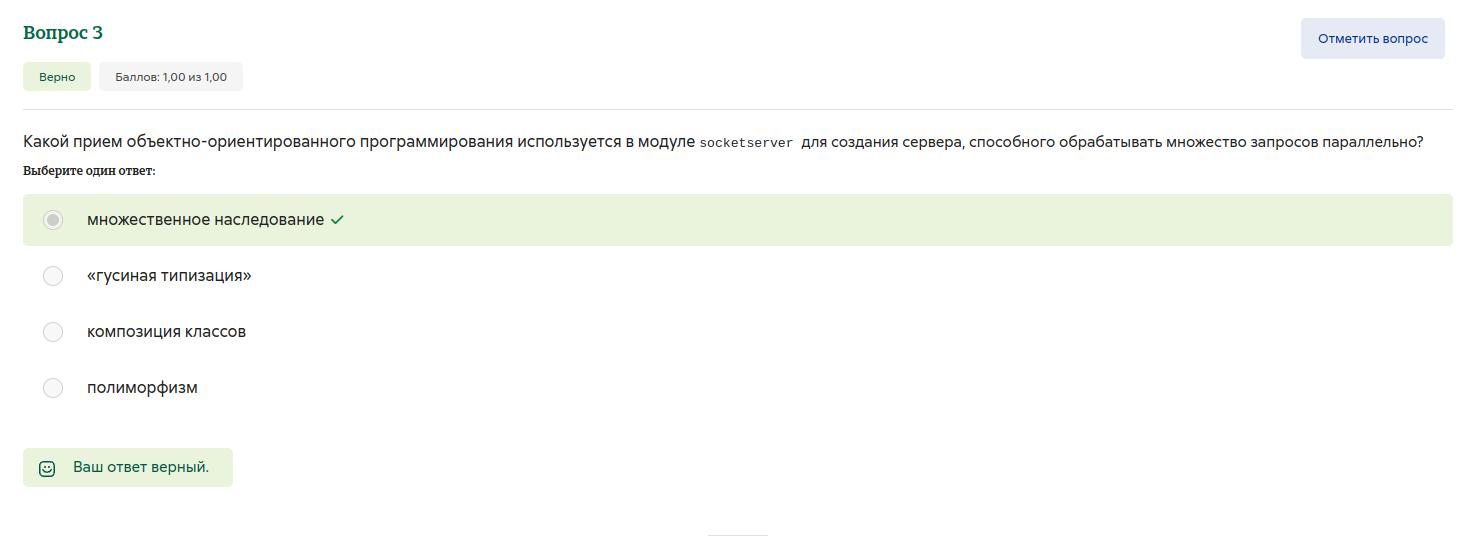 Вопрос 3
Отметить вопрос
Верно
Баллов: 1,00 из 1,00
Какой прием объектно-ориентированного программирования используется в модуле socketserver для создания сервера, способного обрабатывать множество запросов параллельно?
Выберите один ответ:
множественное наследование
«гусиная типизация»
композиция классов
полиморфизм
Ваш ответ верный.